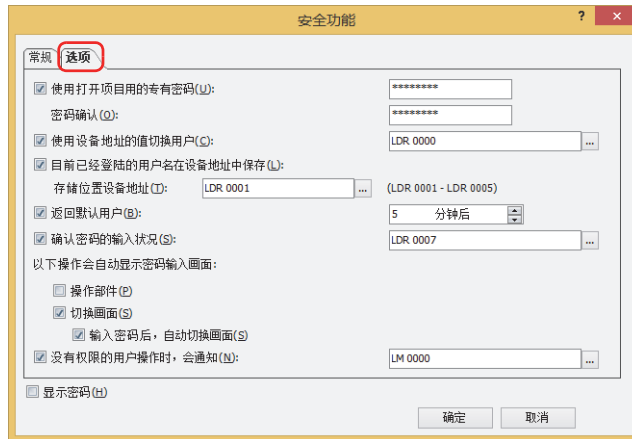 安全功能 ? ×
常规 选项
使用打开项目用的专有密码(U): ********
密码确认(O): ********
使用设备地址的值切换用户(C): LDR 0000 ...
目前已经登陆的用户名在设备地址中保存(L):
存储位置设备地址(T): LDR 0001 ... (LDR 0001 - LDR 0005)
返回默认用户(B): 5 分钟后
确认密码的输入状况(S): LDR 0007 ...
以下操作会自动显示密码输入画面:
操作部件(P)
切换画面(S)
输入密码后，自动切换画面(S)
没有权限的用户操作时，会通知(N): LM 0000 ...
显示密码(H)
确定 取消